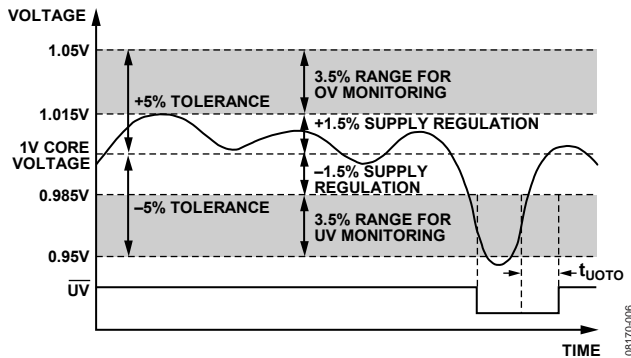 VOLTAGE
1.05V
3.5% RANGE FOR
OV MONITORING
+5% TOLERANCE
1.015V
+1.5% SUPPLY REGULATION
1V CORE
VOLTAGE
–1.5% SUPPLY
REGULATION
0.985V
–5% TOLERANCE
3.5% RANGE FOR
UV MONITORING
0.95V
tUOTO
UV
TIME
08170-006